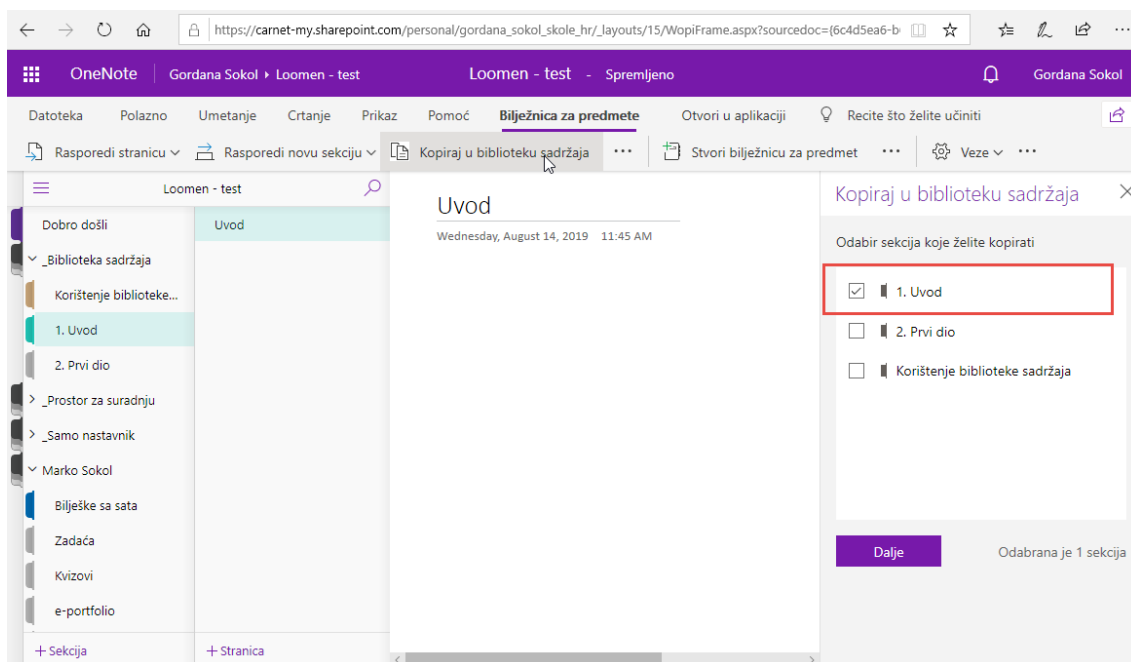 https://carnet-my.sharepoint.com/personal/gordana_sokol_skole_hr/_layouts/15/WopiFrame.aspx?sourcedoc={6c4d5ea6-b
OneNote Gordana Sokol Loomen - test Loomen - test - Spremljeno Gordana Sokol
Datoteka Polazno Umetanje Crtanje Prikaz Pomoć Bilježnica za predmete Otvori u aplikaciji Recite što želite učiniti
Rasporedi stranicu Rasporedi novu sekciju Kopiraj u biblioteku sadržaja ... Stvori bilježnicu za predmet ... Veze ...
Loomen - test
Dobro došli
_Biblioteka sadržaja
Korištenje biblioteke...
1. Uvod
2. Prvi dio
_Prostor za suradnju
_Samo nastavnik
Marko Sokol
Bilješke sa sata
Zadaća
Kvizovi
e-portfolio
+ Sekcija
Uvod
+ Stranica
Uvod
Wednesday, August 14, 2019 11:45 AM
Kopiraj u biblioteku sadržaja
Odabir sekcija koje želite kopirati
1. Uvod
2. Prvi dio
Korištenje biblioteke sadržaja
Dalje Odabrana je 1 sekcija